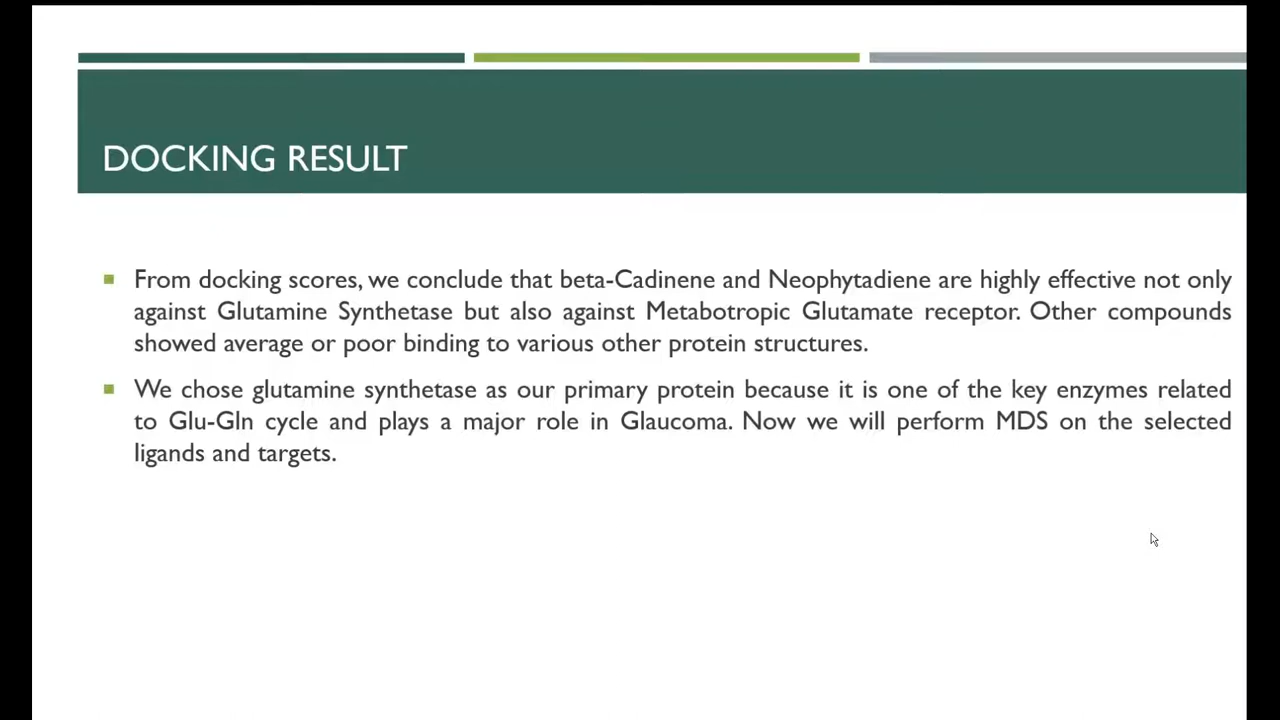 DOCKING RESULT
From docking scores, we conclude that beta-Cadinene and Neophytadiene are highly effective not only
against Glutamine Synthetase but also against Metabotropic Glutamate receptor. Other compounds
showed average or poor binding to various other protein structures.
We chose glutamine synthetase as our primary protein because it is one of the key enzymes related
to Glu-Gln cycle and plays a major role in Glaucoma. Now we will perform MDS on the selected
ligands and targets.